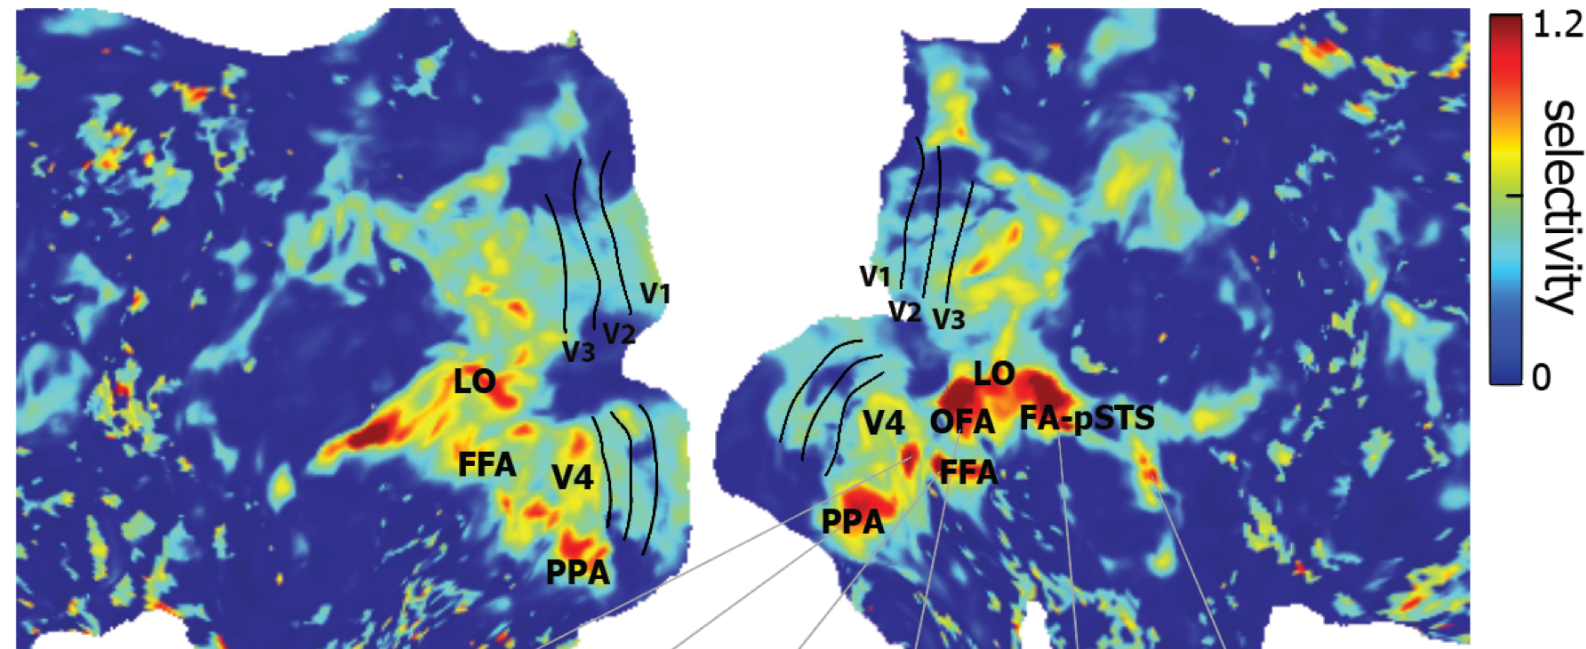 1.2
selectivity
0
V1
V2
V3
LO
FFA
V4
PPA
V1
V2
V3
LO
V4
OFA
FA-pSTS
FFA
PPA